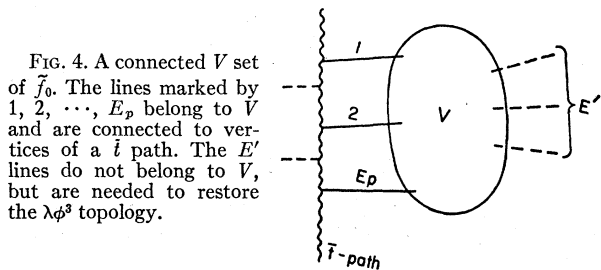 FIG. 4. A connected V set
of f̃₀. The lines marked by
1, 2, ···, Eₚ belong to V
and are connected to ver-
tices of a t̄ path. The E′
lines do not belong to V,
but are needed to restore
the λϕ³ topology.
1
2
Ep
V
E′
t̄-path